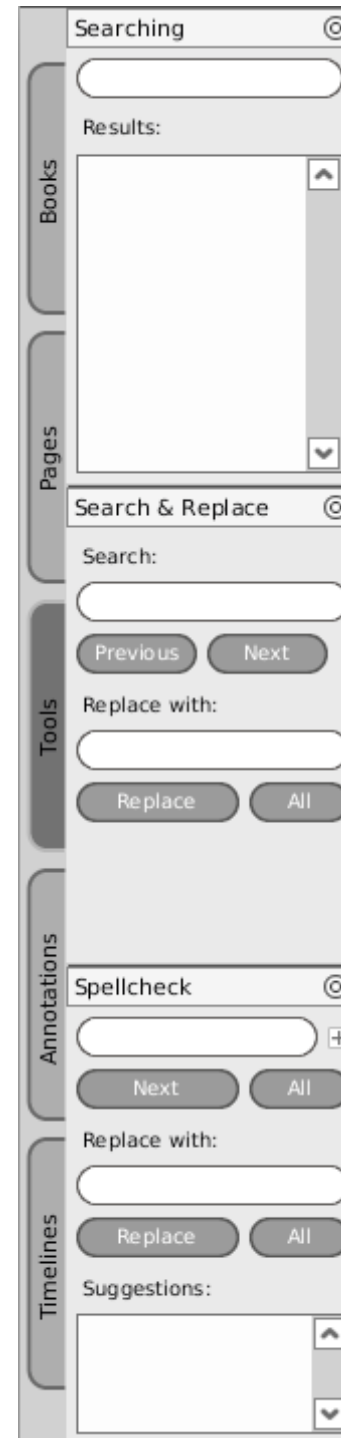 Books
Pages
Tools
Annotations
Timelines
Searching
Results:
Search & Replace
Search:
Previous Next
Replace with:
Replace All
Spellcheck
Next All
Replace with:
Replace All
Suggestions: